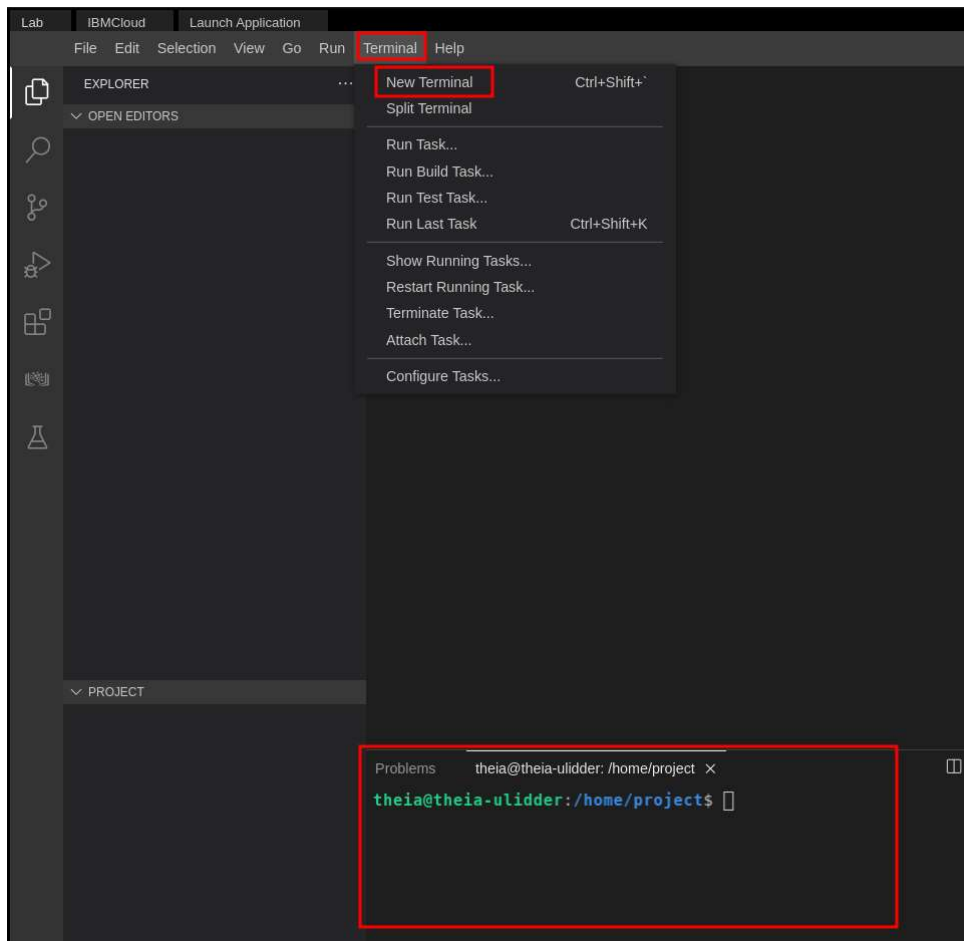 Lab IBMCloud Launch Application
File Edit Selection View Go Run Terminal Help
EXPLORER ...
OPEN EDITORS
New Terminal Ctrl+Shift+`
Split Terminal
Run Task...
Run Build Task...
Run Test Task...
Run Last Task Ctrl+Shift+K
Show Running Tasks...
Restart Running Task...
Terminate Task...
Attach Task...
Configure Tasks...
PROJECT
Problems theia@theia-ulidder: /home/project
theia@theia-ulidder:/home/project$